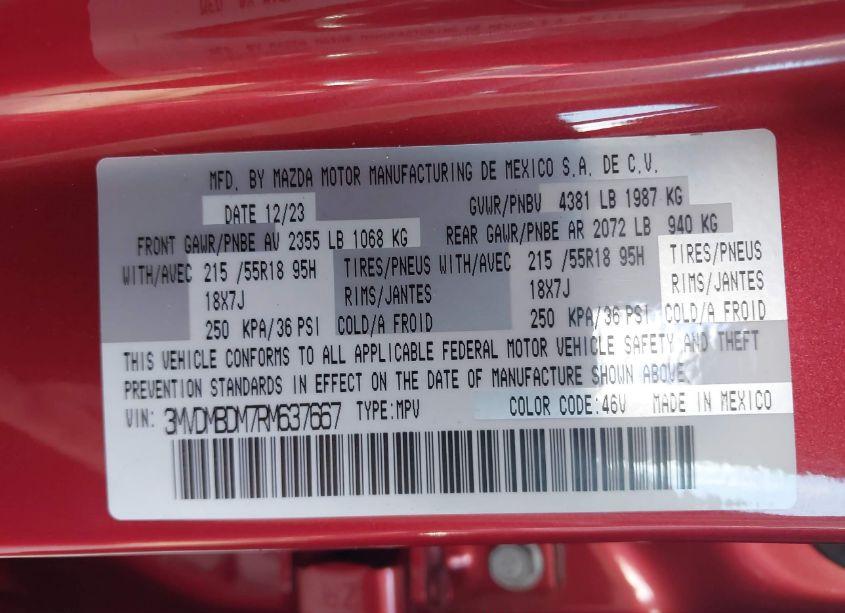 MFD. BY MAZDA MOTOR MANUFACTURING DE MEXICO S.A. DE C.V.
DATE 12/23 GVWR/PNBV 4381 LB 1987 KG
FRONT GAWR/PNBE AV 2355 LB 1068 KG REAR GAWR/PNBE AR 2072 LB 940 KG
WITH/AVEC 215 /55R18 95H TIRES/PNEUS WITH/AVEC 215 /55R18 95H TIRES/PNEUS
18X7J RIMS/JANTES 18X7J RIMS/JANTES
250 KPA/36 PSI COLD/A FROID 250 KPA/36 PSI COLD/A FROID
THIS VEHICLE CONFORMS TO ALL APPLICABLE FEDERAL MOTOR VEHICLE SAFETY AND THEFT
PREVENTION STANDARDS IN EFFECT ON THE DATE OF MANUFACTURE SHOWN ABOVE.
VIN: 3MVDMBDM7RM637667 TYPE:MPV COLOR CODE:46V MADE IN MEXICO